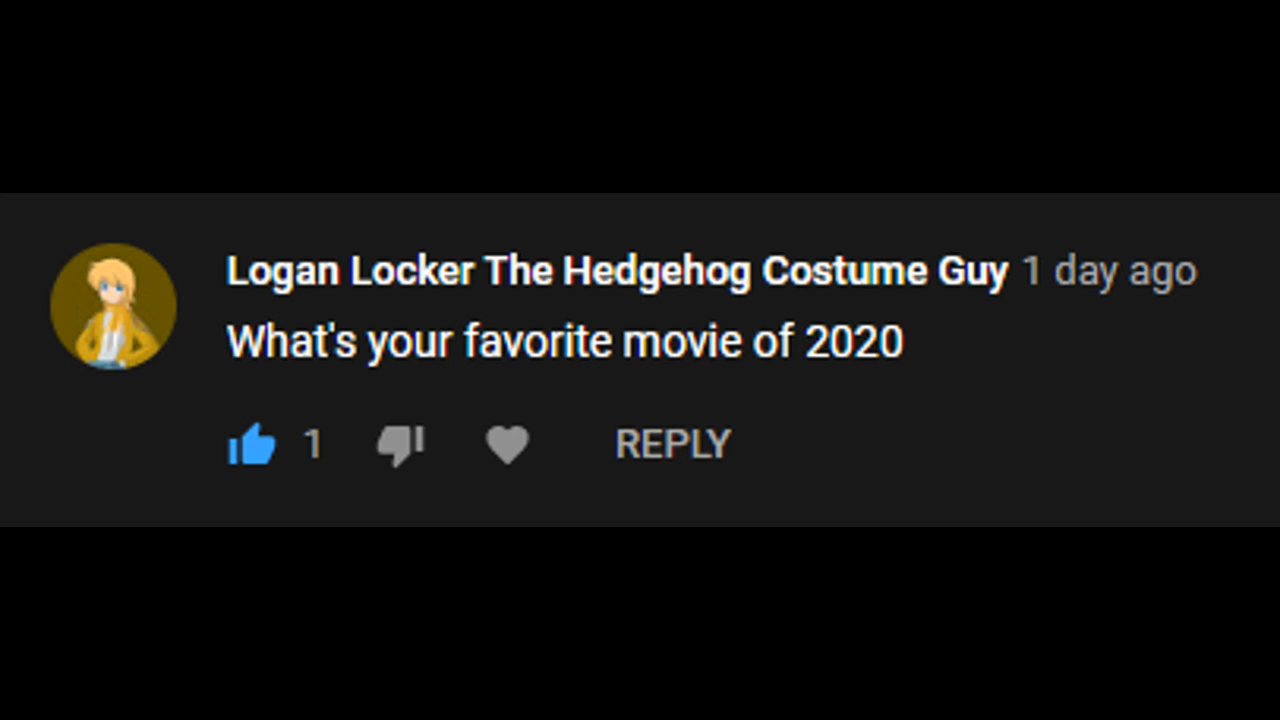 Logan Locker The Hedgehog Costume Guy 1 day ago
What's your favorite movie of 2020
1 REPLY